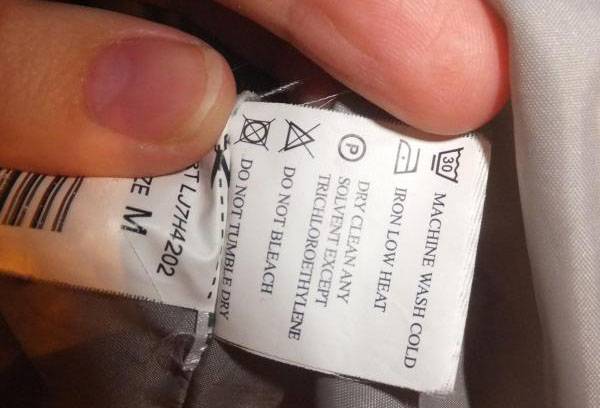 30 MACHINE WASH COLD
IRON LOW HEAT
P DRY CLEAN ANY
SOLVENT EXCEPT
TRICHLOROETHYLENE
DO NOT BLEACH
DO NOT TUMBLE DRY
LJ7H4202
M